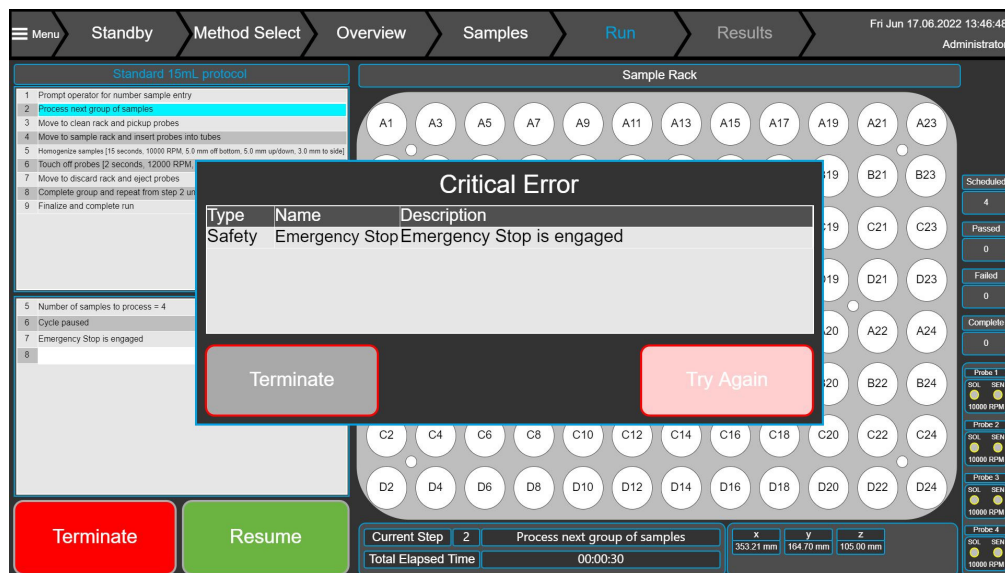 Menu
Standby
Method Select
Overview
Samples
Run
Results
Fri Jun 17.06.2022 13:46:48
Administrator
Standard 15mL protocol
1 Prompt operator for number sample entry
2 Process next group of samples
3 Move to clean rack and pickup probes
4 Move to sample rack and insert probes into tubes
5 Homogenize samples [15 seconds, 10000 RPM, 5.0 mm off bottom, 5.0 mm up/down, 3.0 mm to side]
6 Touch off probes [2 seconds, 12000 RPM,
7 Move to discard rack and eject probes
8 Complete group and repeat from step 2 un
9 Finalize and complete run
5 Number of samples to process = 4
6 Cycle paused
7 Emergency Stop is engaged
8
Terminate
Resume
Sample Rack
A1 A3 A5 A7 A9 A11 A13 A15 A17 A19 A21 A23
B21 B23
C21 C23
D21 D23
A22 A24
B22 B24
C2 C4 C6 C8 C10 C12 C14 C16 C18 C20 C22 C24
D2 D4 D6 D8 D10 D12 D14 D16 D18 D20 D22 D24
Critical Error
Type Name Description
Safety Emergency Stop Emergency Stop is engaged
Terminate
Try Again
Current Step 2 Process next group of samples
Total Elapsed Time 00:00:30
x y z
353.21 mm 164.70 mm 105.00 mm
Scheduled
4
Passed
0
Failed
0
Complete
0
Probe 1
SOL SEN
10000 RPM
Probe 2
SOL SEN
10000 RPM
Probe 3
SOL SEN
10000 RPM
Probe 4
SOL SEN
10000 RPM